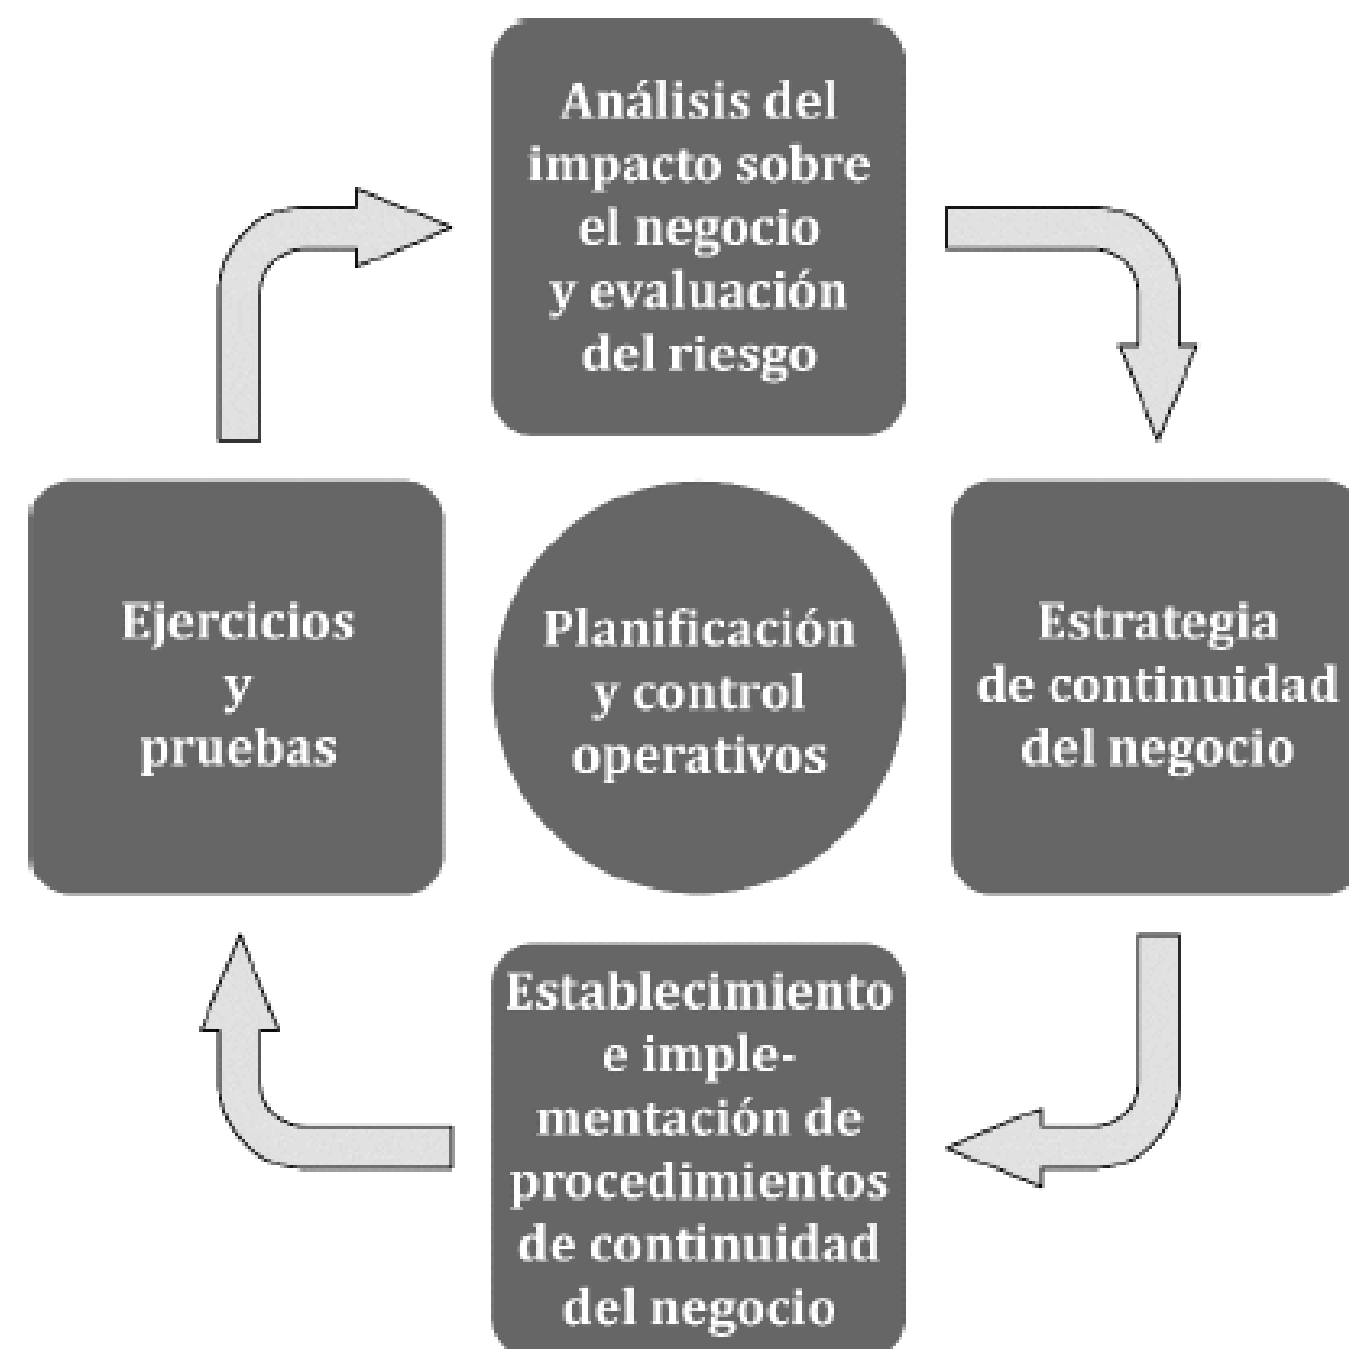 Análisis del
impacto sobre
el negocio
y evaluación
del riesgo
Ejercicios
y
pruebas
Planificación
y control
operativos
Estrategia
de continuidad
del negocio
Establecimiento
e imple-
mentación de
procedimientos
de continuidad
del negocio